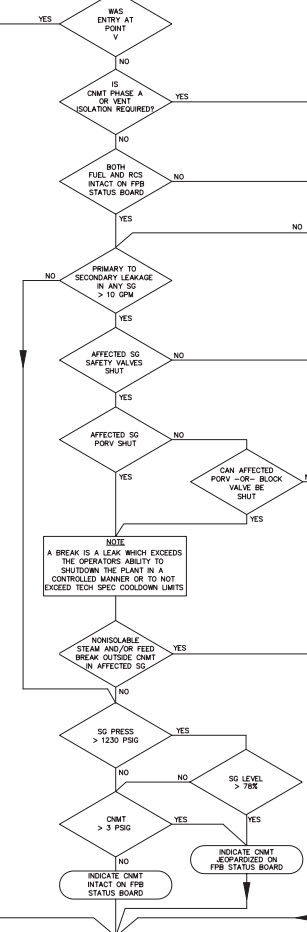 WAS
ENTRY AT
POINT
V
YES
NO
IS
CNMT PHASE A
OR VENT
ISOLATION REQUIRED?
YES
NO
BOTH
FUEL AND RCS
INTACT ON FPB
STATUS BOARD
NO
YES
NO
PRIMARY TO
SECONDARY LEAKAGE
IN ANY SG
> 10 GPM
NO
YES
AFFECTED SG
SAFETY VALVES
SHUT
NO
YES
AFFECTED SG
PORV SHUT
NO
YES
CAN AFFECTED
PORV -OR- BLOCK
VALVE BE
SHUT
YES
NOTE
A BREAK IS A LEAK WHICH EXCEEDS
THE OPERATORS ABILITY TO
SHUTDOWN THE PLANT IN A
CONTROLLED MANNER OR TO NOT
EXCEED TECH SPEC COOLDOWN LIMITS
NONISOLABLE
STEAM AND/OR FEED
BREAK OUTSIDE CNMT
IN AFFECTED SG
YES
NO
SG PRESS
> 1230 PSIG
YES
NO
SG LEVEL
> 78%
NO
YES
CNMT
> 3 PSIG
YES
NO
INDICATE CNMT
JEOPARDIZED ON
FPB STATUS BOARD
INDICATE CNMT
INTACT ON FPB
STATUS BOARD